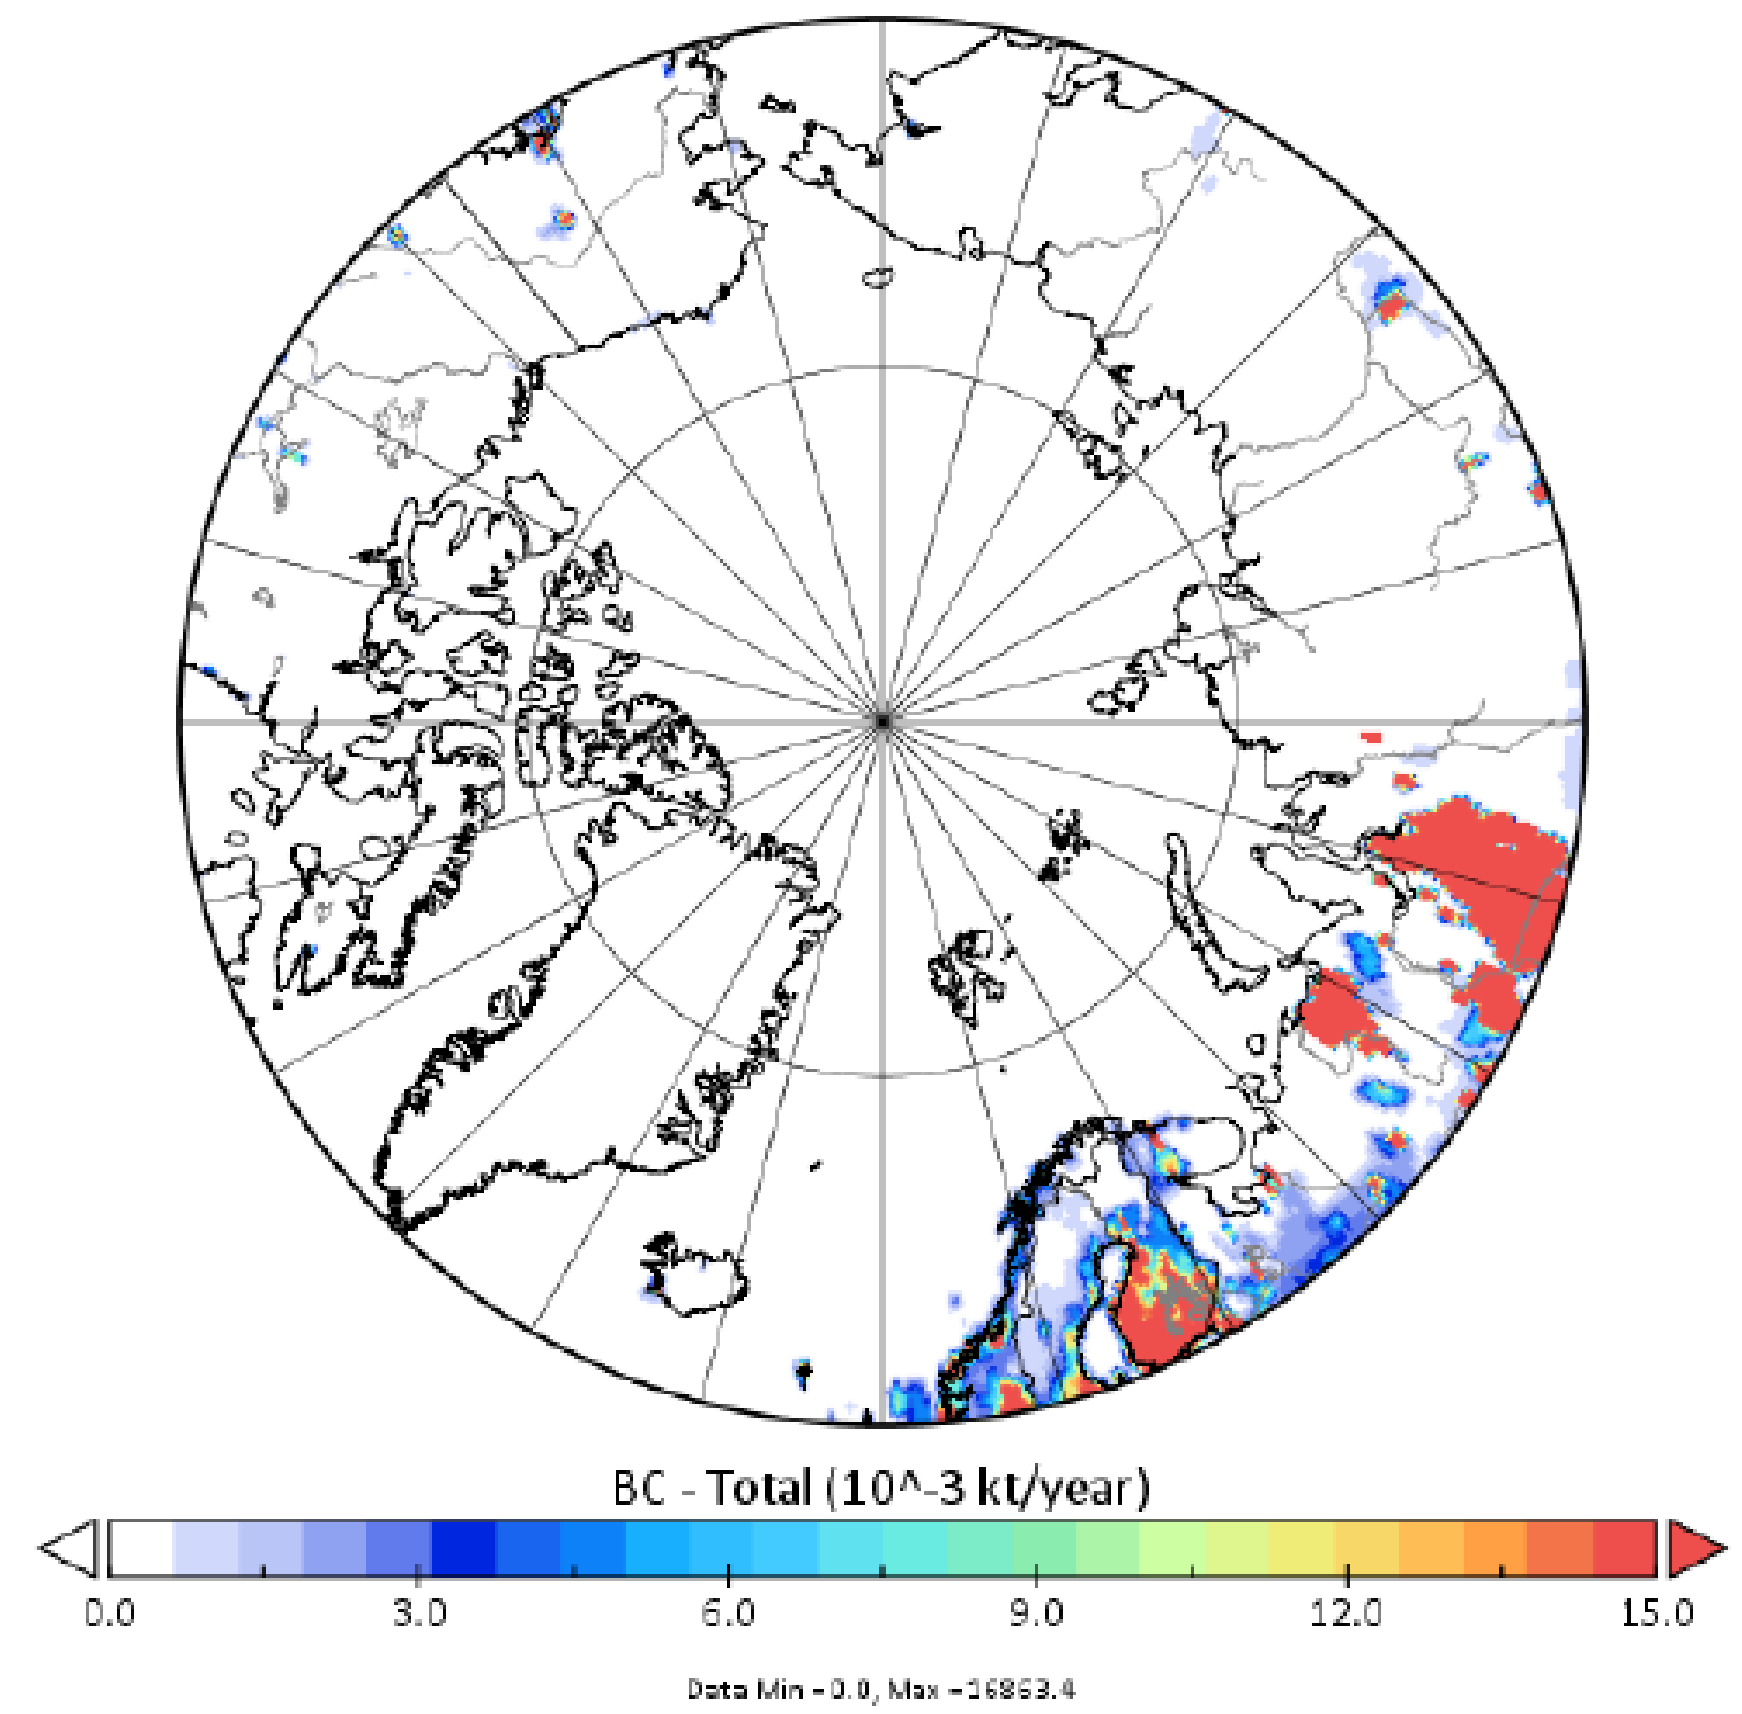 BC - Total (10^-3 kt/year)
0.0 3.0 6.0 9.0 12.0 15.0
Data Min = 0.0, Max = 16863.4